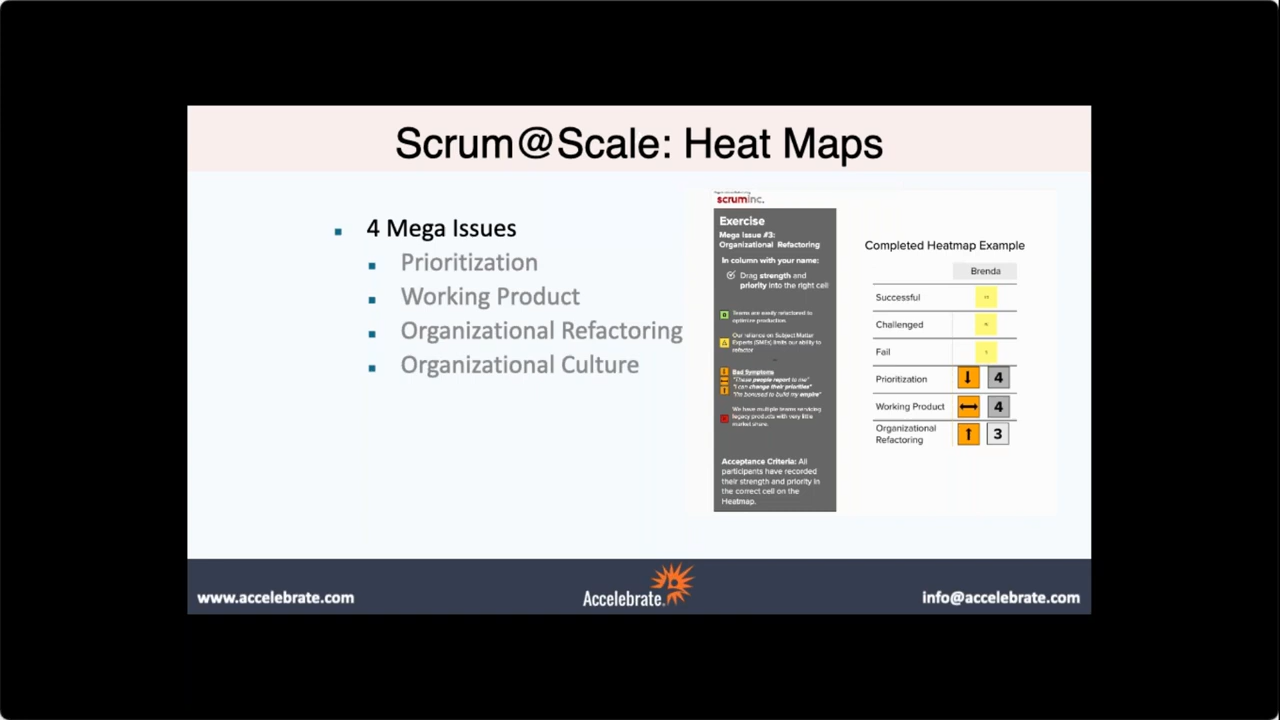 Scrum@Scale: Heat Maps
4 Mega Issues
Prioritization
Working Product
Organizational Refactoring
Organizational Culture
scruminc.
Exercise
Mega Issue #3:
Organizational Refactoring
In column with your name:
Drag strength and
priority into the right cell
Teams are easily refactored to
optimize production.
Our reliance on Subject Matter
Experts (SMEs) limits our ability to
refactor
Bad Symptoms
"These people report to me"
"I can change their priorities"
"I'm bonused to build my empire"
We have multiple teams servicing
legacy products with very little
market share.
Acceptance Criteria: All
participants have recorded
their strength and priority in
the correct cell on the
Heatmap.
Completed Heatmap Example
Brenda
Successful
Challenged
Fail
Prioritization 4
Working Product 4
Organizational
Refactoring 3
www.accelebrate.com
Accelebrate
info@accelebrate.com